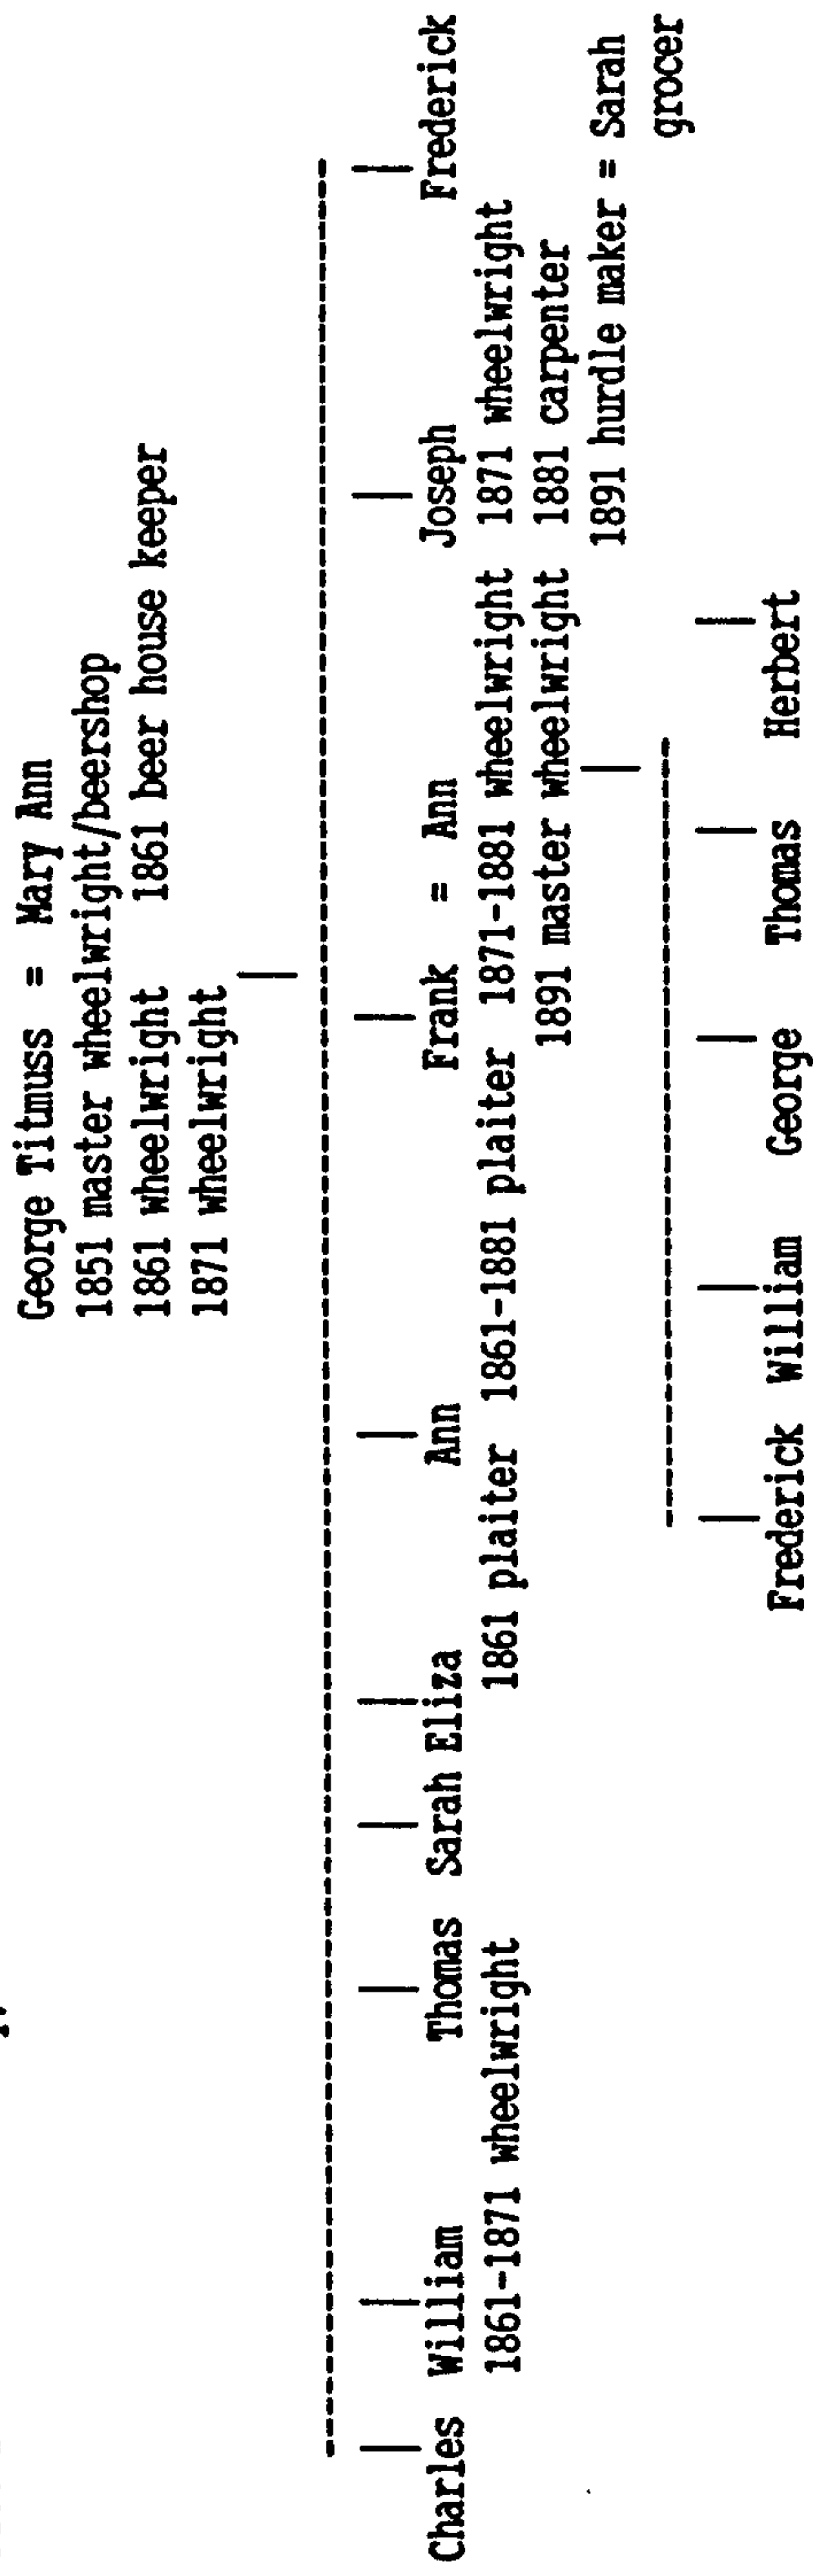 George Titmuss = Mary Ann
1851 master wheelwright/beershop
1861 wheelwright 1861 beer house keeper
1871 wheelwright
Charles William Thomas Sarah Eliza Ann Frank = Ann Joseph Frederick
1861-1871 wheelwright 1861 plaiter 1861-1881 plaiter 1871-1881 wheelwright 1871 wheelwright
1891 master wheelwright 1881 carpenter
1891 hurdle maker = Sarah
grocer
Frederick William George Thomas Herbert